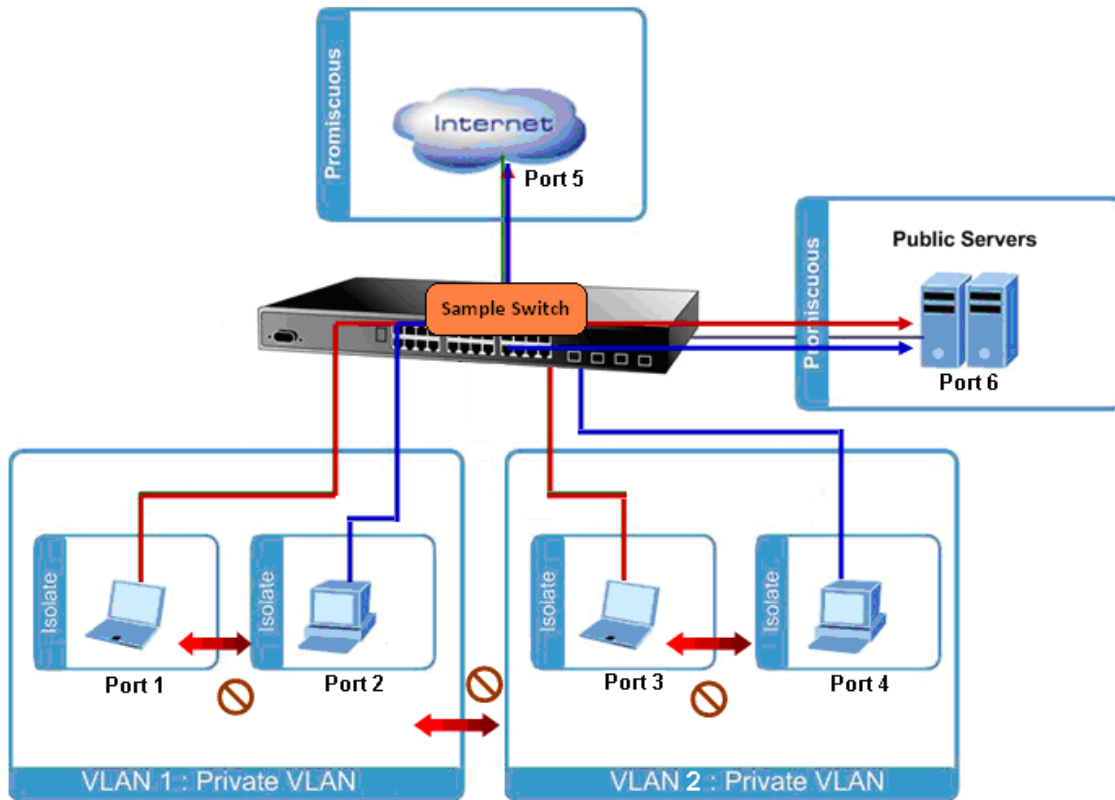 Promiscuous
Internet
Port 5
Promiscuous
Public Servers
Port 6
Sample Switch
Isolate
Port 1
Isolate
Port 2
Isolate
Port 3
Isolate
Port 4
VLAN 1 : Private VLAN
VLAN 2 : Private VLAN